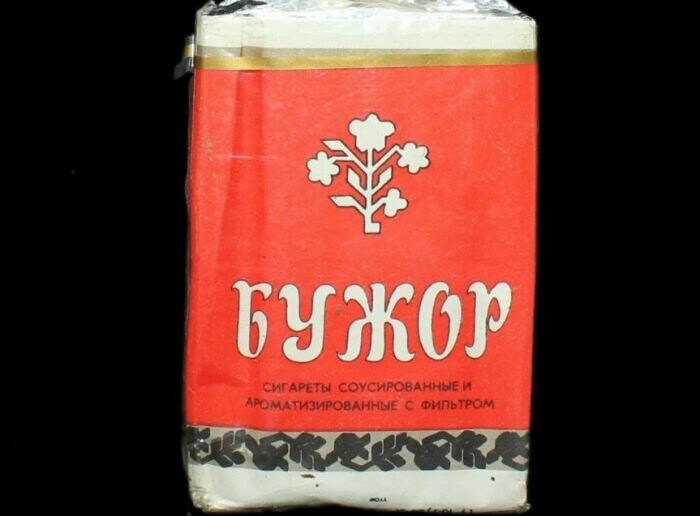 БУЖОР
СИГАРЕТЫ СОУСИРОВАННЫЕ И
АРОМАТИЗИРОВАННЫЕ С ФИЛЬТРОМ